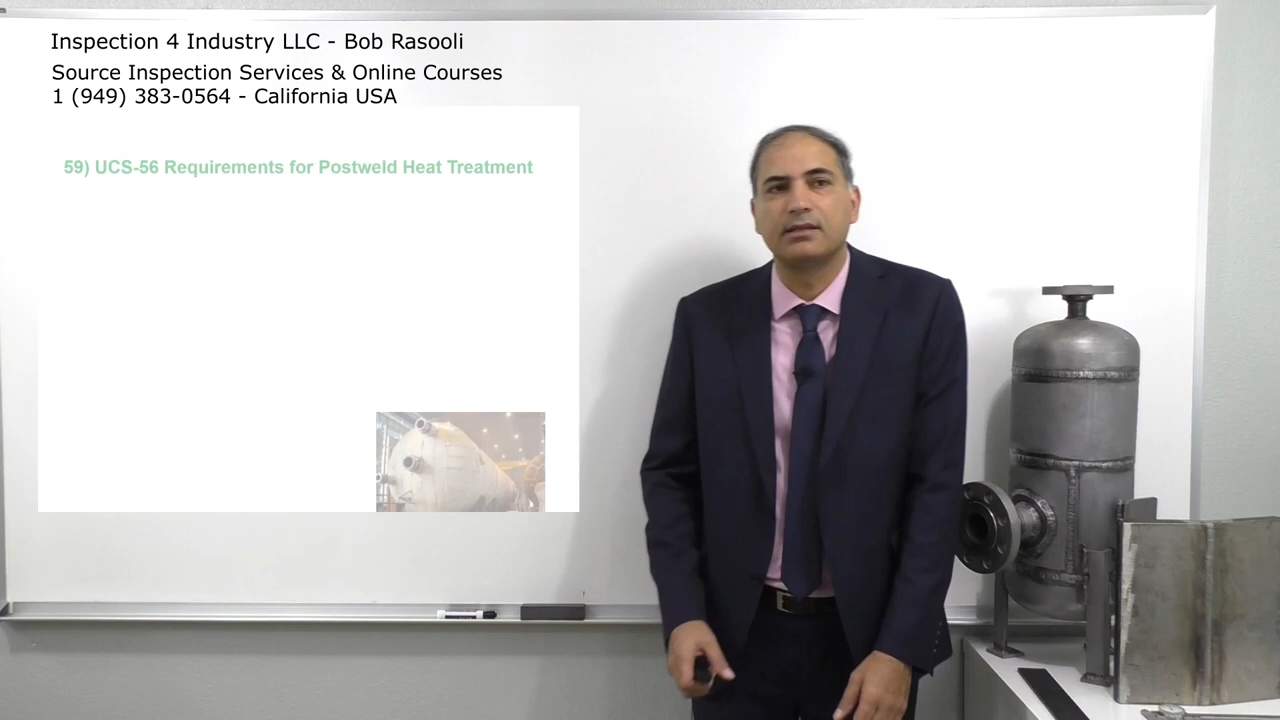 Inspection 4 Industry LLC - Bob Rasooli
Source Inspection Services & Online Courses
1 (949) 383-0564 - California USA
59) UCS-56 Requirements for Postweld Heat Treatment